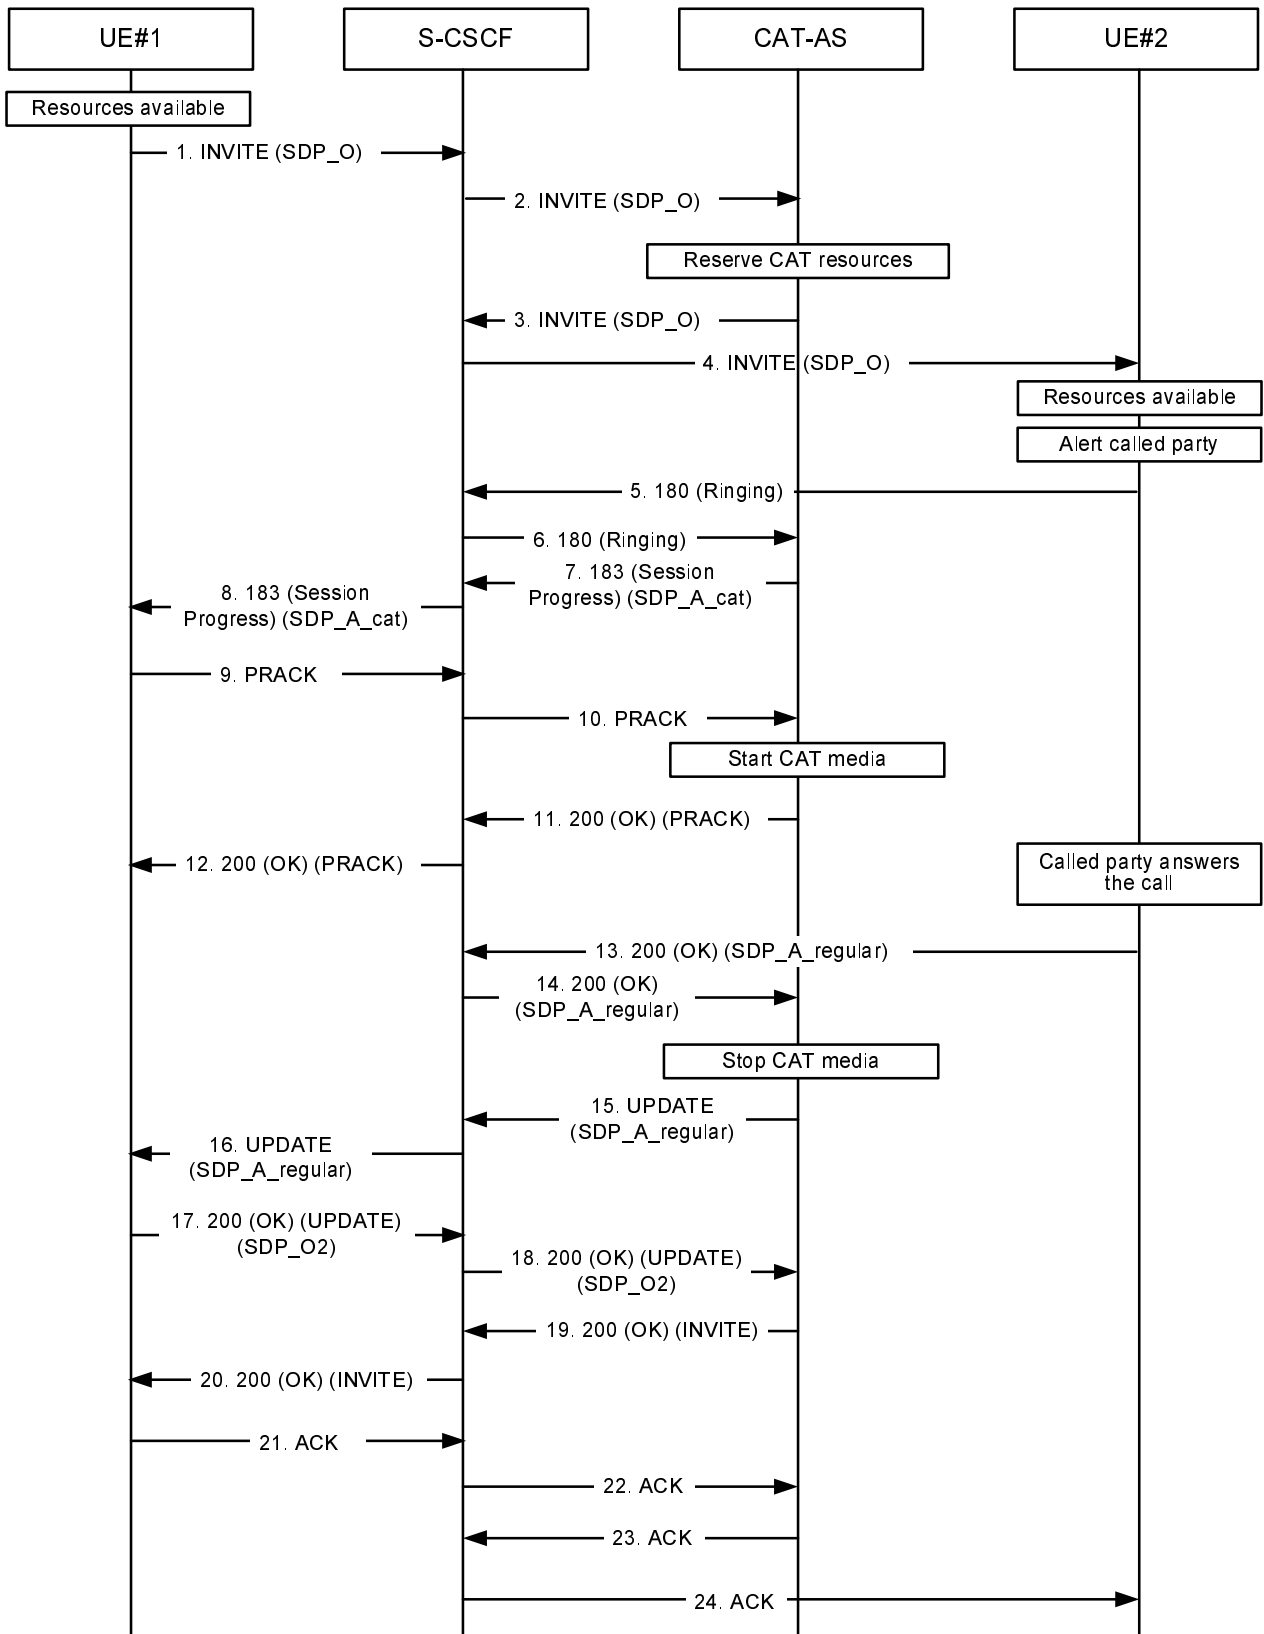 UE#1
S-CSCF
CAT-AS
UE#2
Resources available
1. INVITE (SDP_O)
2. INVITE (SDP_O)
Reserve CAT resources
3. INVITE (SDP_O)
4. INVITE (SDP_O)
Resources available
Alert called party
5. 180 (Ringing)
6. 180 (Ringing)
7. 183 (Session
Progress) (SDP_A_cat)
8. 183 (Session
Progress) (SDP_A_cat)
9. PRACK
10. PRACK
Start CAT media
11. 200 (OK) (PRACK)
12. 200 (OK) (PRACK)
Called party answers
the call
13. 200 (OK) (SDP_A_regular)
14. 200 (OK)
(SDP_A_regular)
Stop CAT media
15. UPDATE
(SDP_A_regular)
16. UPDATE
(SDP_A_regular)
17. 200 (OK) (UPDATE)
(SDP_O2)
18. 200 (OK) (UPDATE)
(SDP_O2)
19. 200 (OK) (INVITE)
20. 200 (OK) (INVITE)
21. ACK
22. ACK
23. ACK
24. ACK